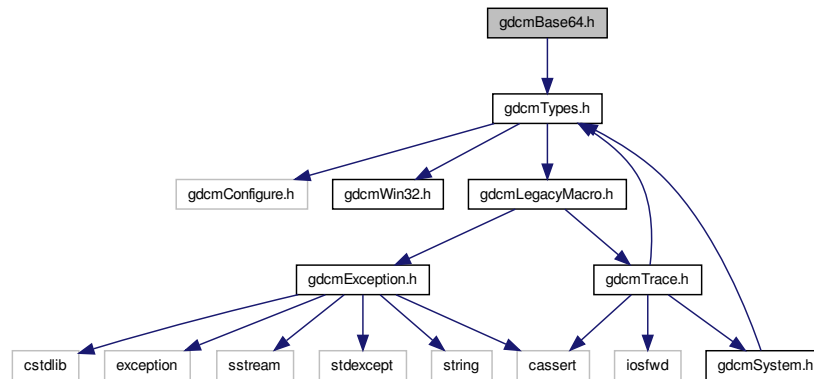 gdcmBase64.h
gdcmTypes.h
gdcmConfigure.h
gdcmWin32.h
gdcmLegacyMacro.h
gdcmException.h
gdcmTrace.h
cstdlib
exception
sstream
stdexcept
string
cassert
iosfwd
gdcmSystem.h